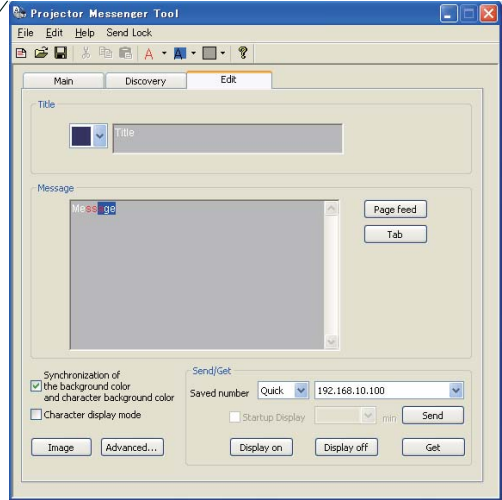 Projector Messenger Tool
File Edit Help Send Lock
A A
Main Discovery Edit
Title
Title
Message
Message
Page feed
Tab
Synchronization of
the background color
and character background color
Character display mode
Image Advanced...
Send/Get
Saved number Quick 192.168.10.100
Startup Display min Send
Display on Display off Get